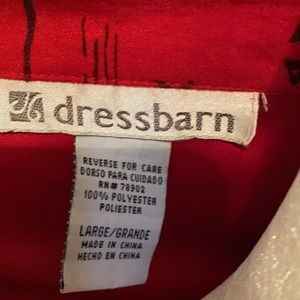 dressbarn
REVERSE FOR CARE
DORSO PARA CUIDADO
RN# 78902
100% POLYESTER
POLIESTER
LARGE/GRANDE
MADE IN CHINA
HECHO EN CHINA